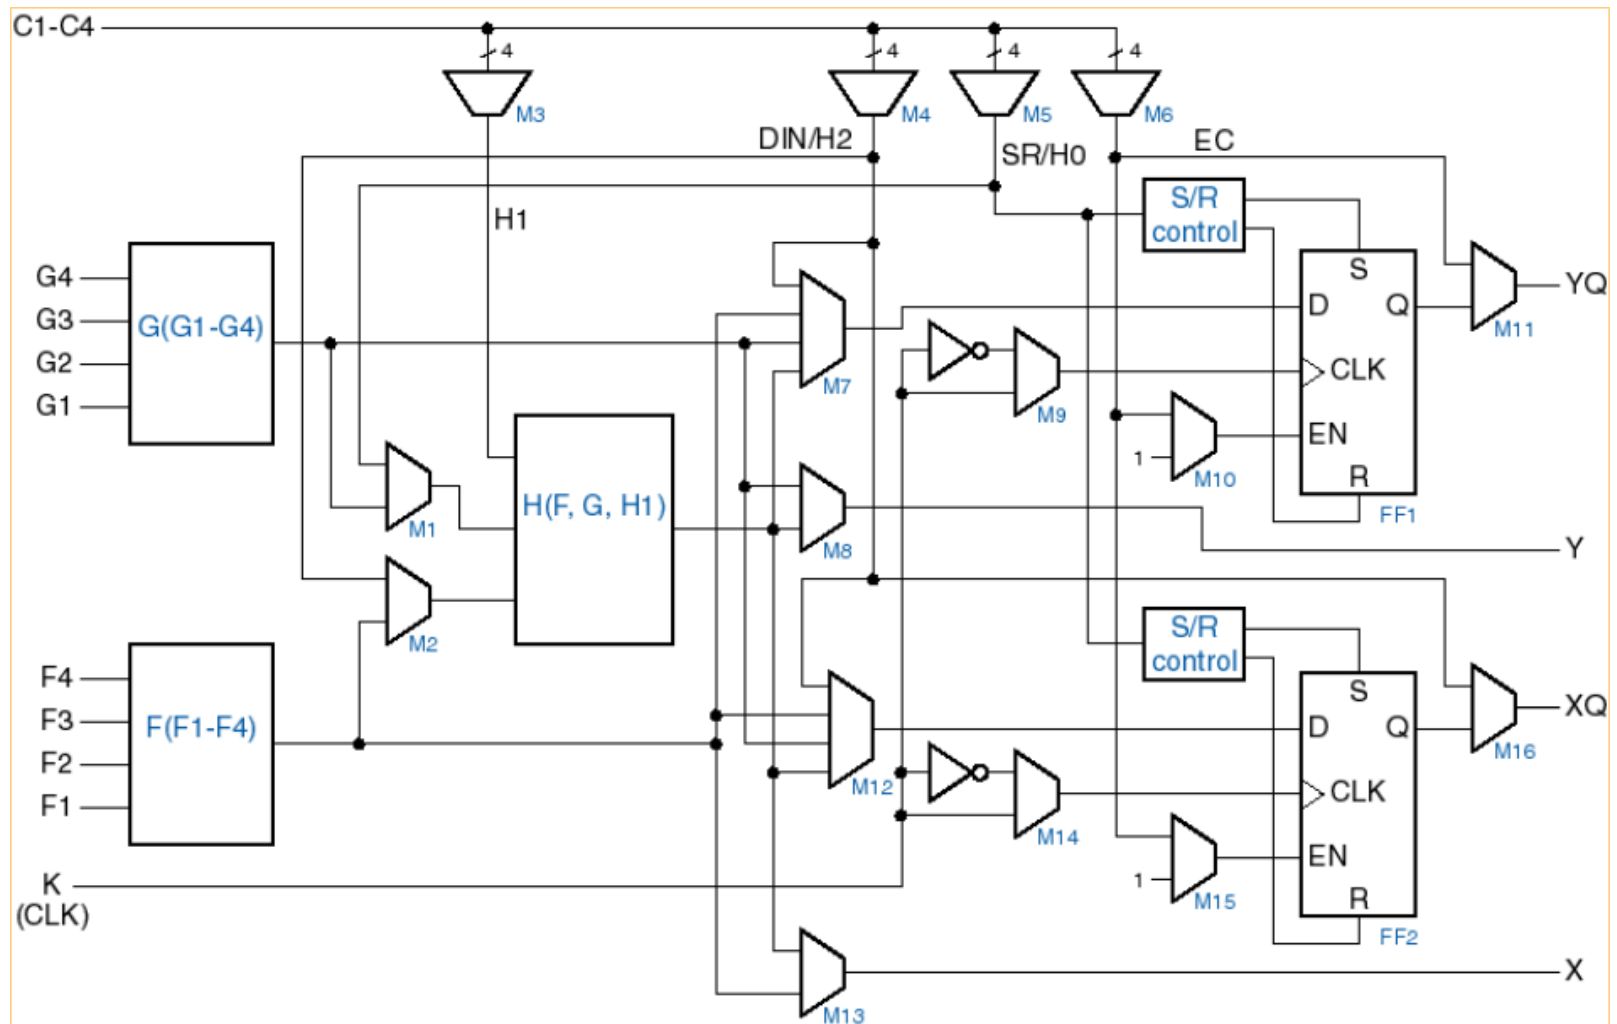 C1-C4
4 4 4 4
M3 M4 M5 M6
DIN/H2 SR/H0 EC
H1
S/R
control
G4
G3
G2
G1
G(G1-G4)
M7
M9
S
D Q
CLK
EN
R
FF1
M11
YQ
1
M10
M1
H(F, G, H1)
M8
Y
M2
F4
F3
F2
F1
F(F1-F4)
S/R
control
M12
M14
S
D Q
CLK
EN
R
FF2
M16
XQ
1
M15
K
(CLK)
M13
X